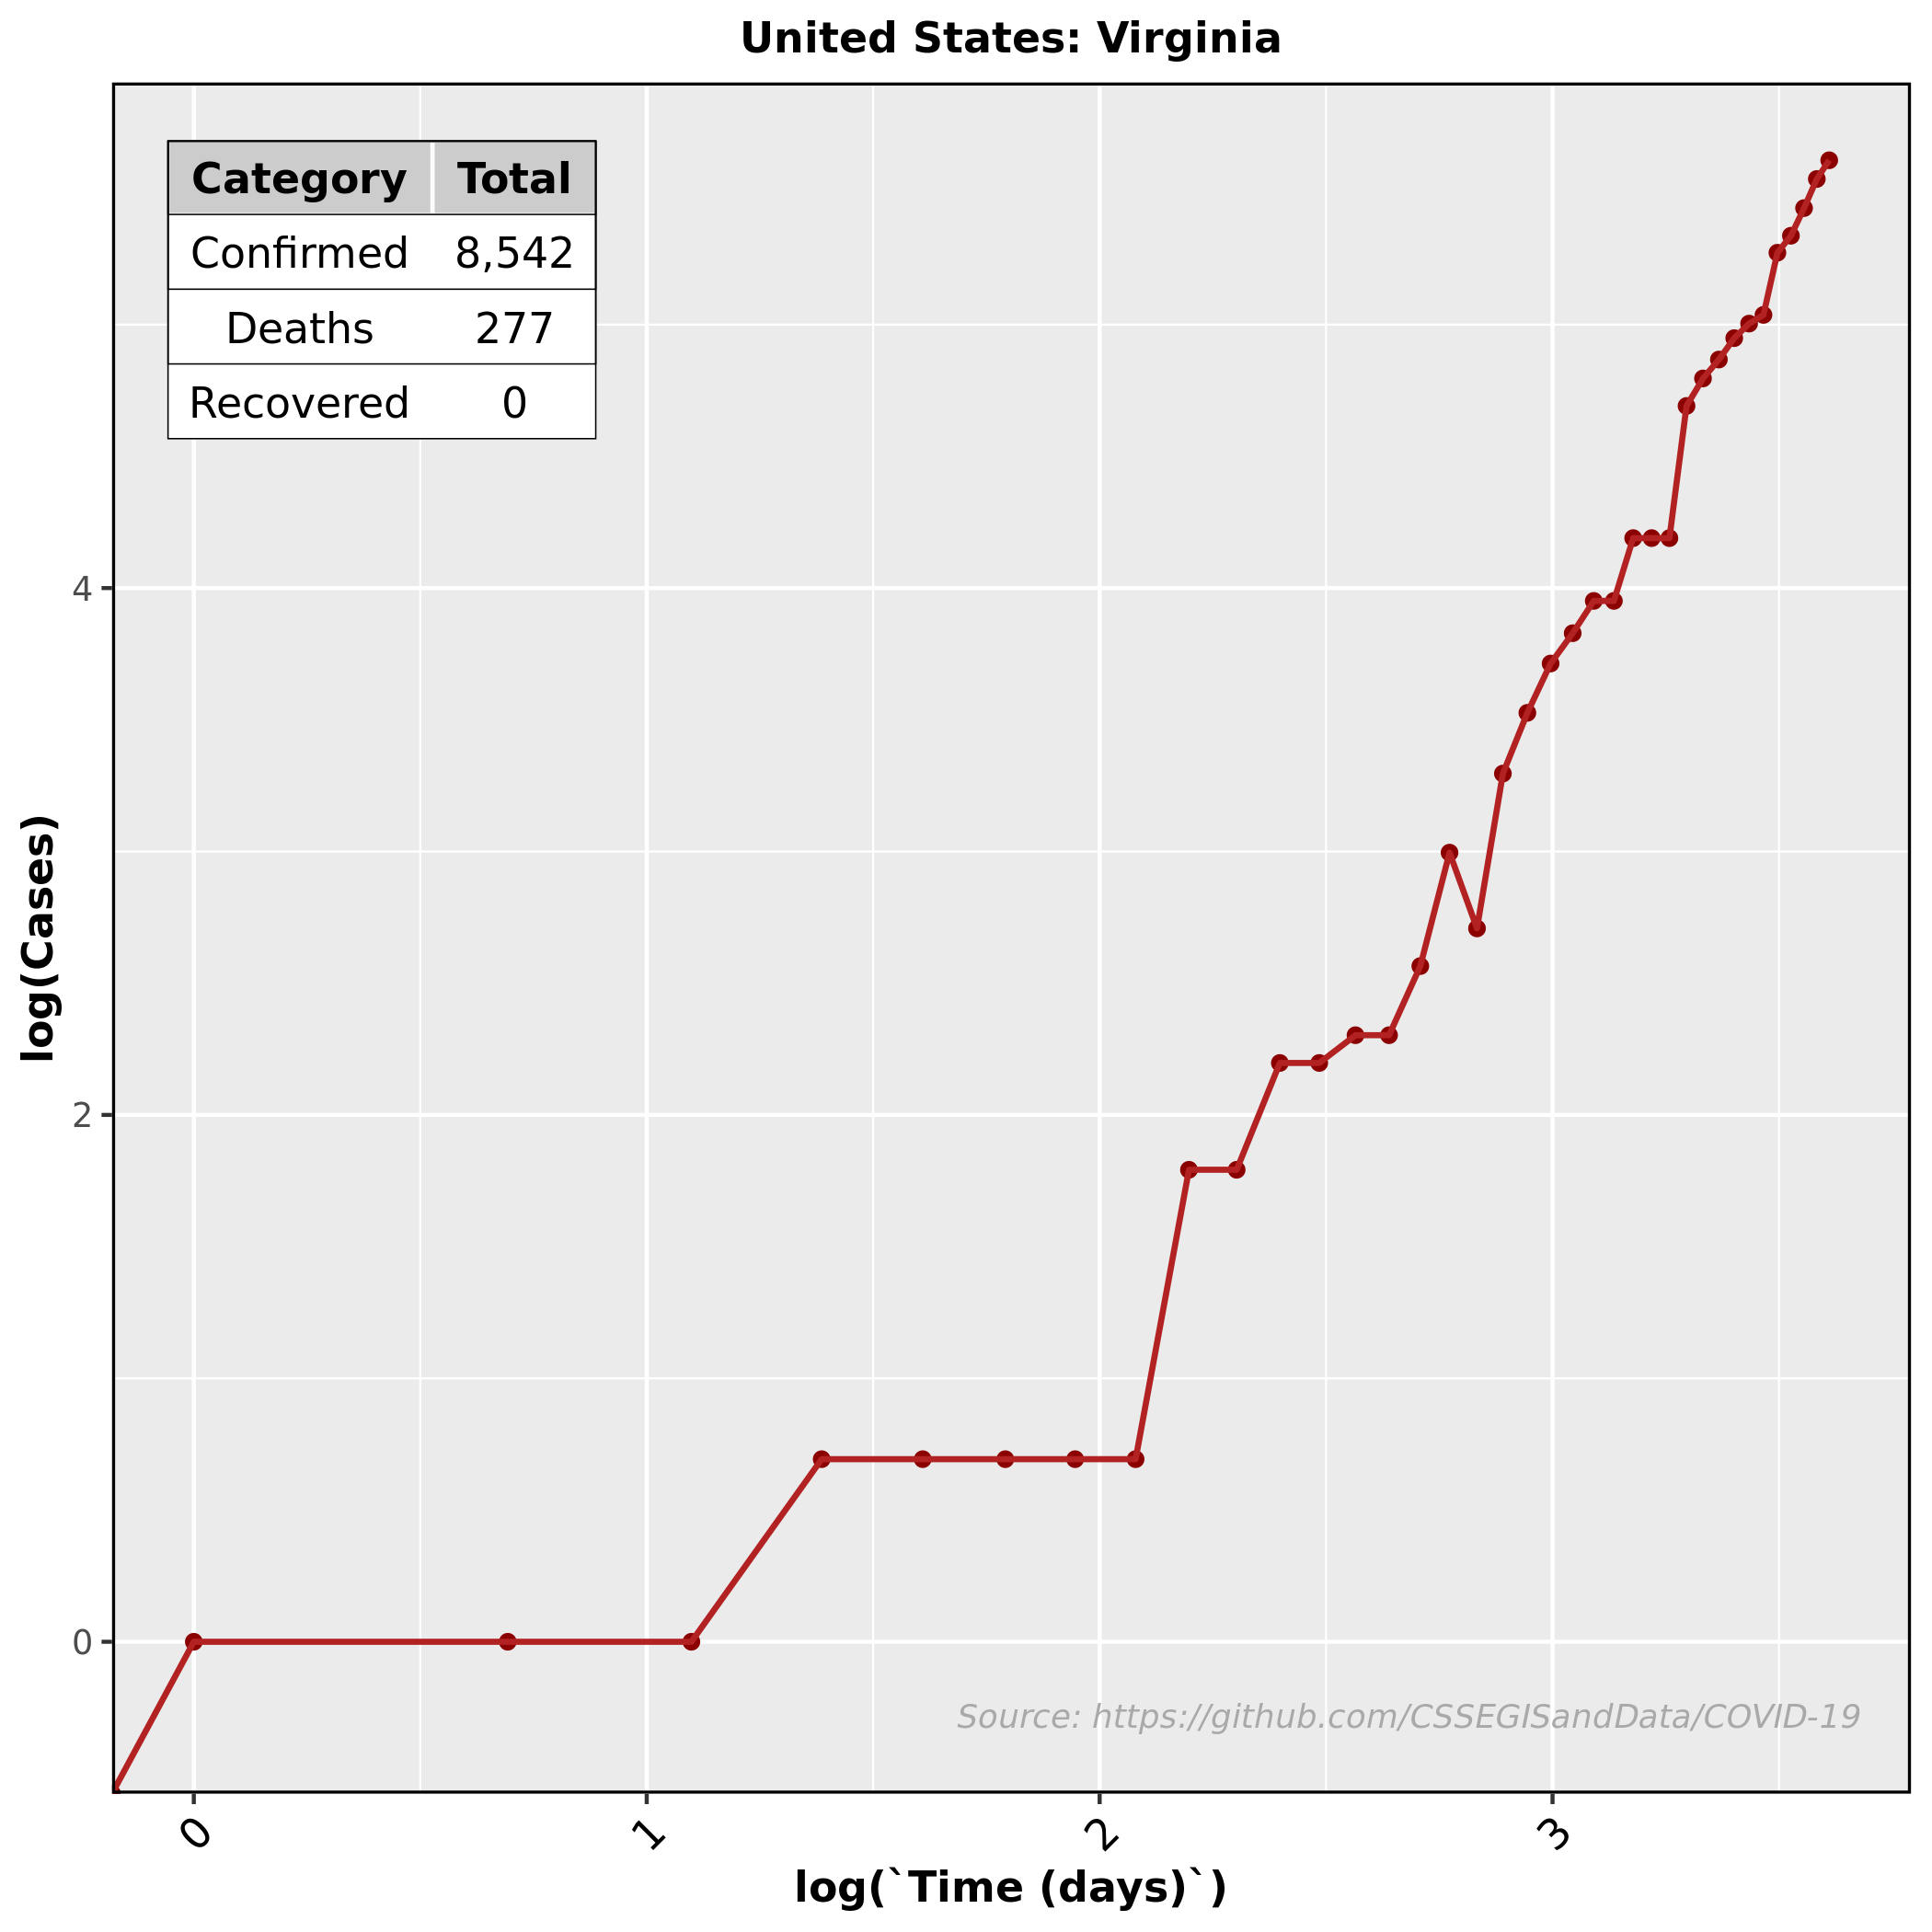 United States: Virginia
Category Total
Confirmed 8,542
Deaths 277
Recovered 0
4
2
0
log(Cases)
Source: https://github.com/CSSEGISandData/COVID-19
0 1 2 3
log(`Time (days)`)